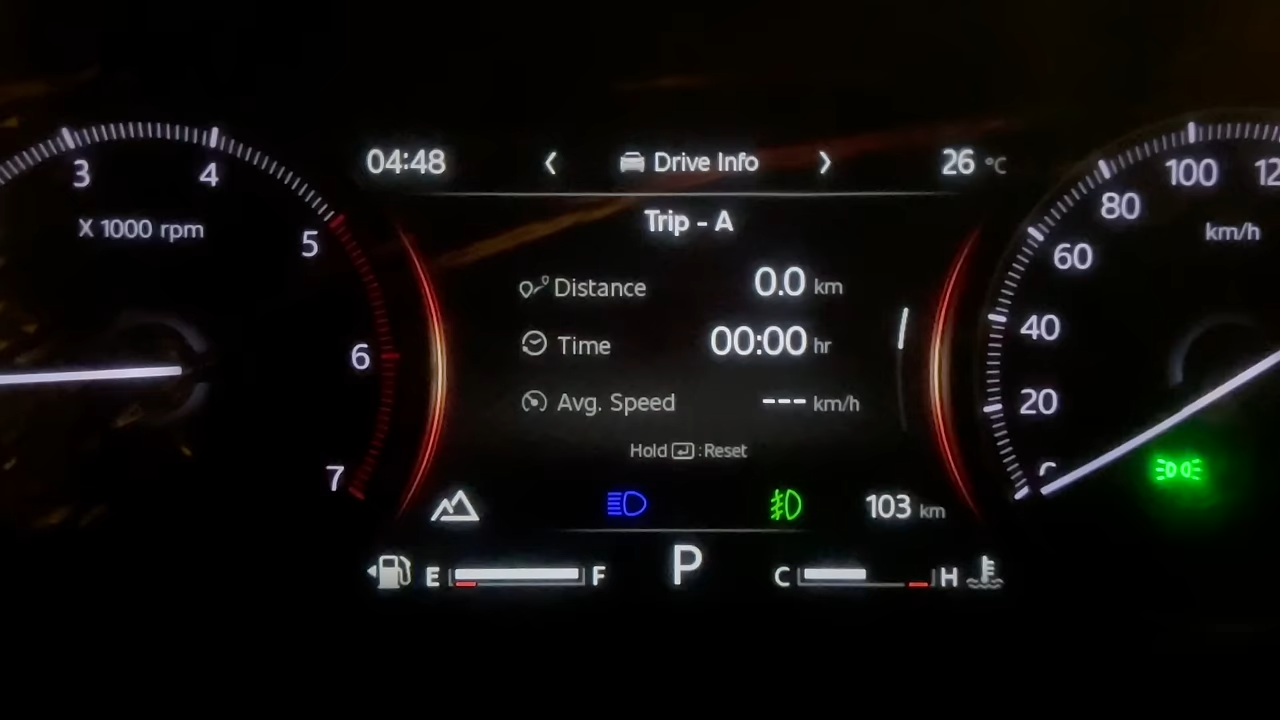 04:48 Drive Info 26 °C
3 4 5 6 7
X 1000 rpm
Trip - A
Distance 0.0 km
Time 00:00 hr
Avg. Speed --- km/h
Hold :Reset
103 km
E F P C H
20 40 60 80 100
km/h